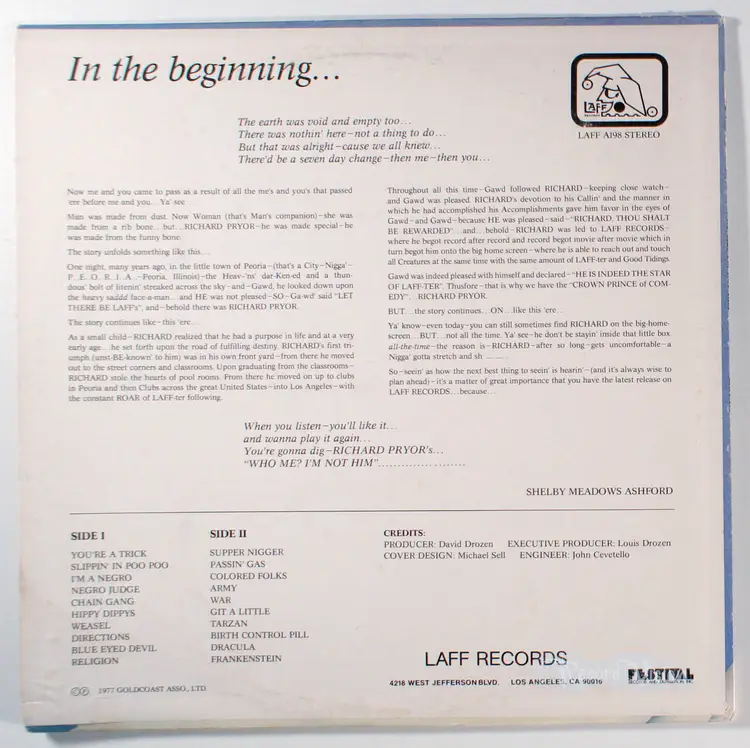 In the beginning...
LAFF
RECORDS
LAFF A198 STEREO
The earth was void and empty too...
There was nothin' here–not a thing to do...
But that was alright–cause we all knew...
There'd be a seven day change–then me–then you...
Now me and you came to pass as a result of all the me's and you's that passed
'ere before me and you... Ya' see
Man was made from dust. Now Woman (that's Man's companion)–she was
made from a rib bone... but...RICHARD PRYOR–he was made special–he
was made from the funny bone.
The story unfolds something like this...
One night, many years ago, in the little town of Peoria–(that's a City–Nigga'–
P..E..O..R..I..A..–Peoria, Illinois)–the Heav-'ns' dar-Ken-ed and a thun-
dous' bolt of litenin' streaked across the sky–and–Gawd, he looked down upon
the heavy saddd face-a-man... and HE was not pleased–SO–Ga-wd' said "LET
THERE BE LAFF's"; and–behold there was RICHARD PRYOR.
The story continues like–this 'ere...
As a small child–RICHARD realized that he had a purpose in life and at a very
early age...he set forth upon the road of fulfilling destiny. RICHARD's first tri-
umph (unst-BE-known' to him) was in his own front yard–from there he moved
out to the street corners and classrooms. Upon graduating from the classrooms–
RICHARD stole the hearts of pool rooms. From there he moved on up to clubs
in Peoria and then Clubs across the great United States–into Los Angeles–with
the constant ROAR of LAFF-ter following.
Throughout all this time–Gawd followed RICHARD–keeping close watch–
and Gawd was pleased. RICHARD's devotion to his Callin' and the manner in
which he had accomplished his Accomplishments gave him favor in the eyes of
Gawd–and Gawd–because HE was pleased–said–"RICHARD, THOU SHALT
BE REWARDED"...and...behold–RICHARD was led to LAFF RECORDS–
where he begot record after record and record begot movie after movie which in
turn begot him onto the big home screen–where he is able to reach out and touch
all Creatures at the same time with the same amount of LAFF-ter and Good Tidings.
Gawd was indeed pleased with himself and declared–"HE IS INDEED THE STAR
OF LAFF-TER". Thusfore–that is why we have the "CROWN PRINCE of COM-
EDY"...RICHARD PRYOR.
BUT...the story continues...ON...like this 'ere...
Ya' know–even today–you can still sometimes find RICHARD on the big-home-
screen...BUT...not all the time. Ya' see–he don't be stayin' inside that little box
all-the-time–the reason is–RICHARD–after so long–gets uncomfortable–a
Nigga' gotta stretch and sh ........
So–seein' as how the next best thing to seein' is hearin'–(and it's always wise to
plan ahead)–it's a matter of great importance that you have the latest release on
LAFF RECORDS...because...
When you listen–you'll like it...
and wanna play it again...
You're gonna dig–RICHARD PRYOR's...
"WHO ME? I'M NOT HIM"......................
SHELBY MEADOWS ASHFORD
SIDE I
YOU'RE A TRICK
SLIPPIN' IN POO POO
I'M A NEGRO
NEGRO JUDGE
CHAIN GANG
HIPPY DIPPYS
WEASEL
DIRECTIONS
BLUE EYED DEVIL
RELIGION
SIDE II
SUPPER NIGGER
PASSIN' GAS
COLORED FOLKS
ARMY
WAR
GIT A LITTLE
TARZAN
BIRTH CONTROL PILL
DRACULA
FRANKENSTEIN
CREDITS:
PRODUCER: David Drozen EXECUTIVE PRODUCER: Louis Drozen
COVER DESIGN: Michael Sell ENGINEER: John Cevetello
LAFF RECORDS
4218 WEST JEFFERSON BLVD. LOS ANGELES, CA 90016
FESTIVAL
©℗ 1977 GOLDCOAST ASSO., LTD